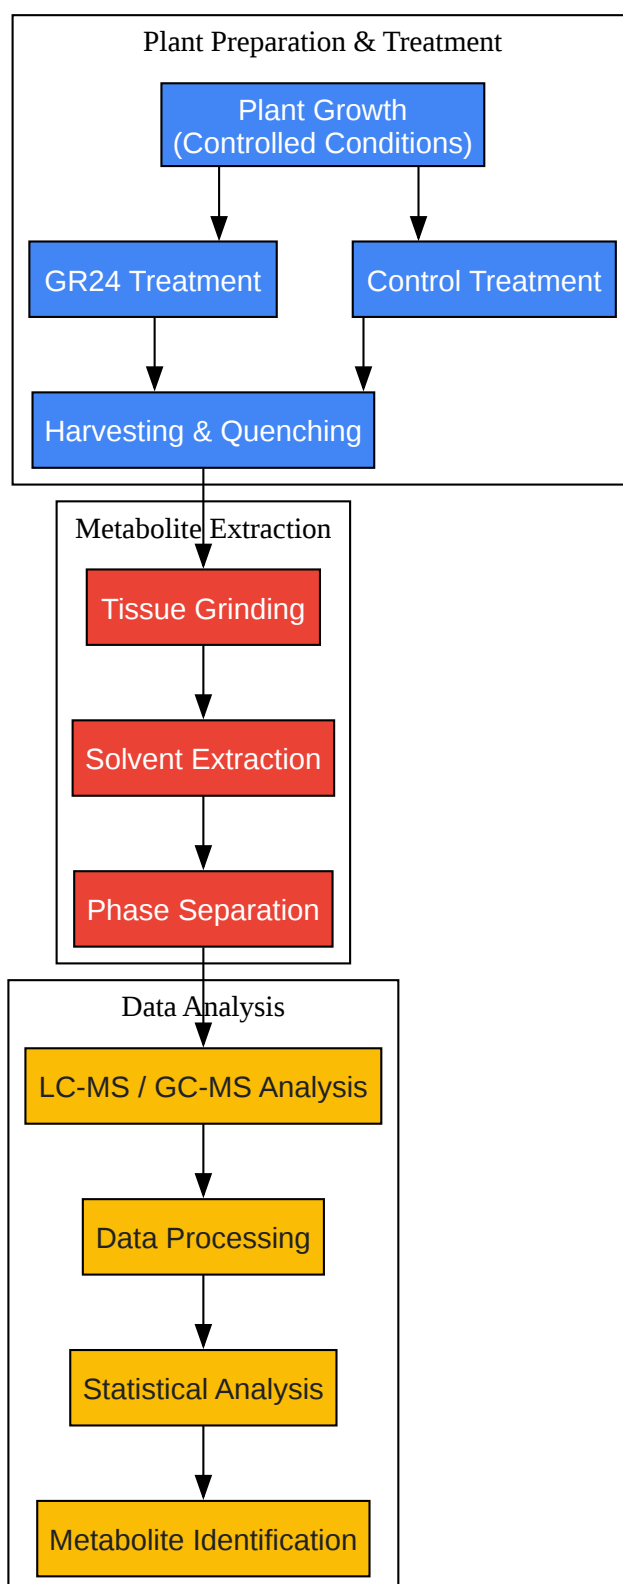 Plant Preparation & Treatment
Plant Growth
(Controlled Conditions)
GR24 Treatment
Control Treatment
Harvesting & Quenching
Metabolite Extraction
Tissue Grinding
Solvent Extraction
Phase Separation
Data Analysis
LC-MS / GC-MS Analysis
Data Processing
Statistical Analysis
Metabolite Identification